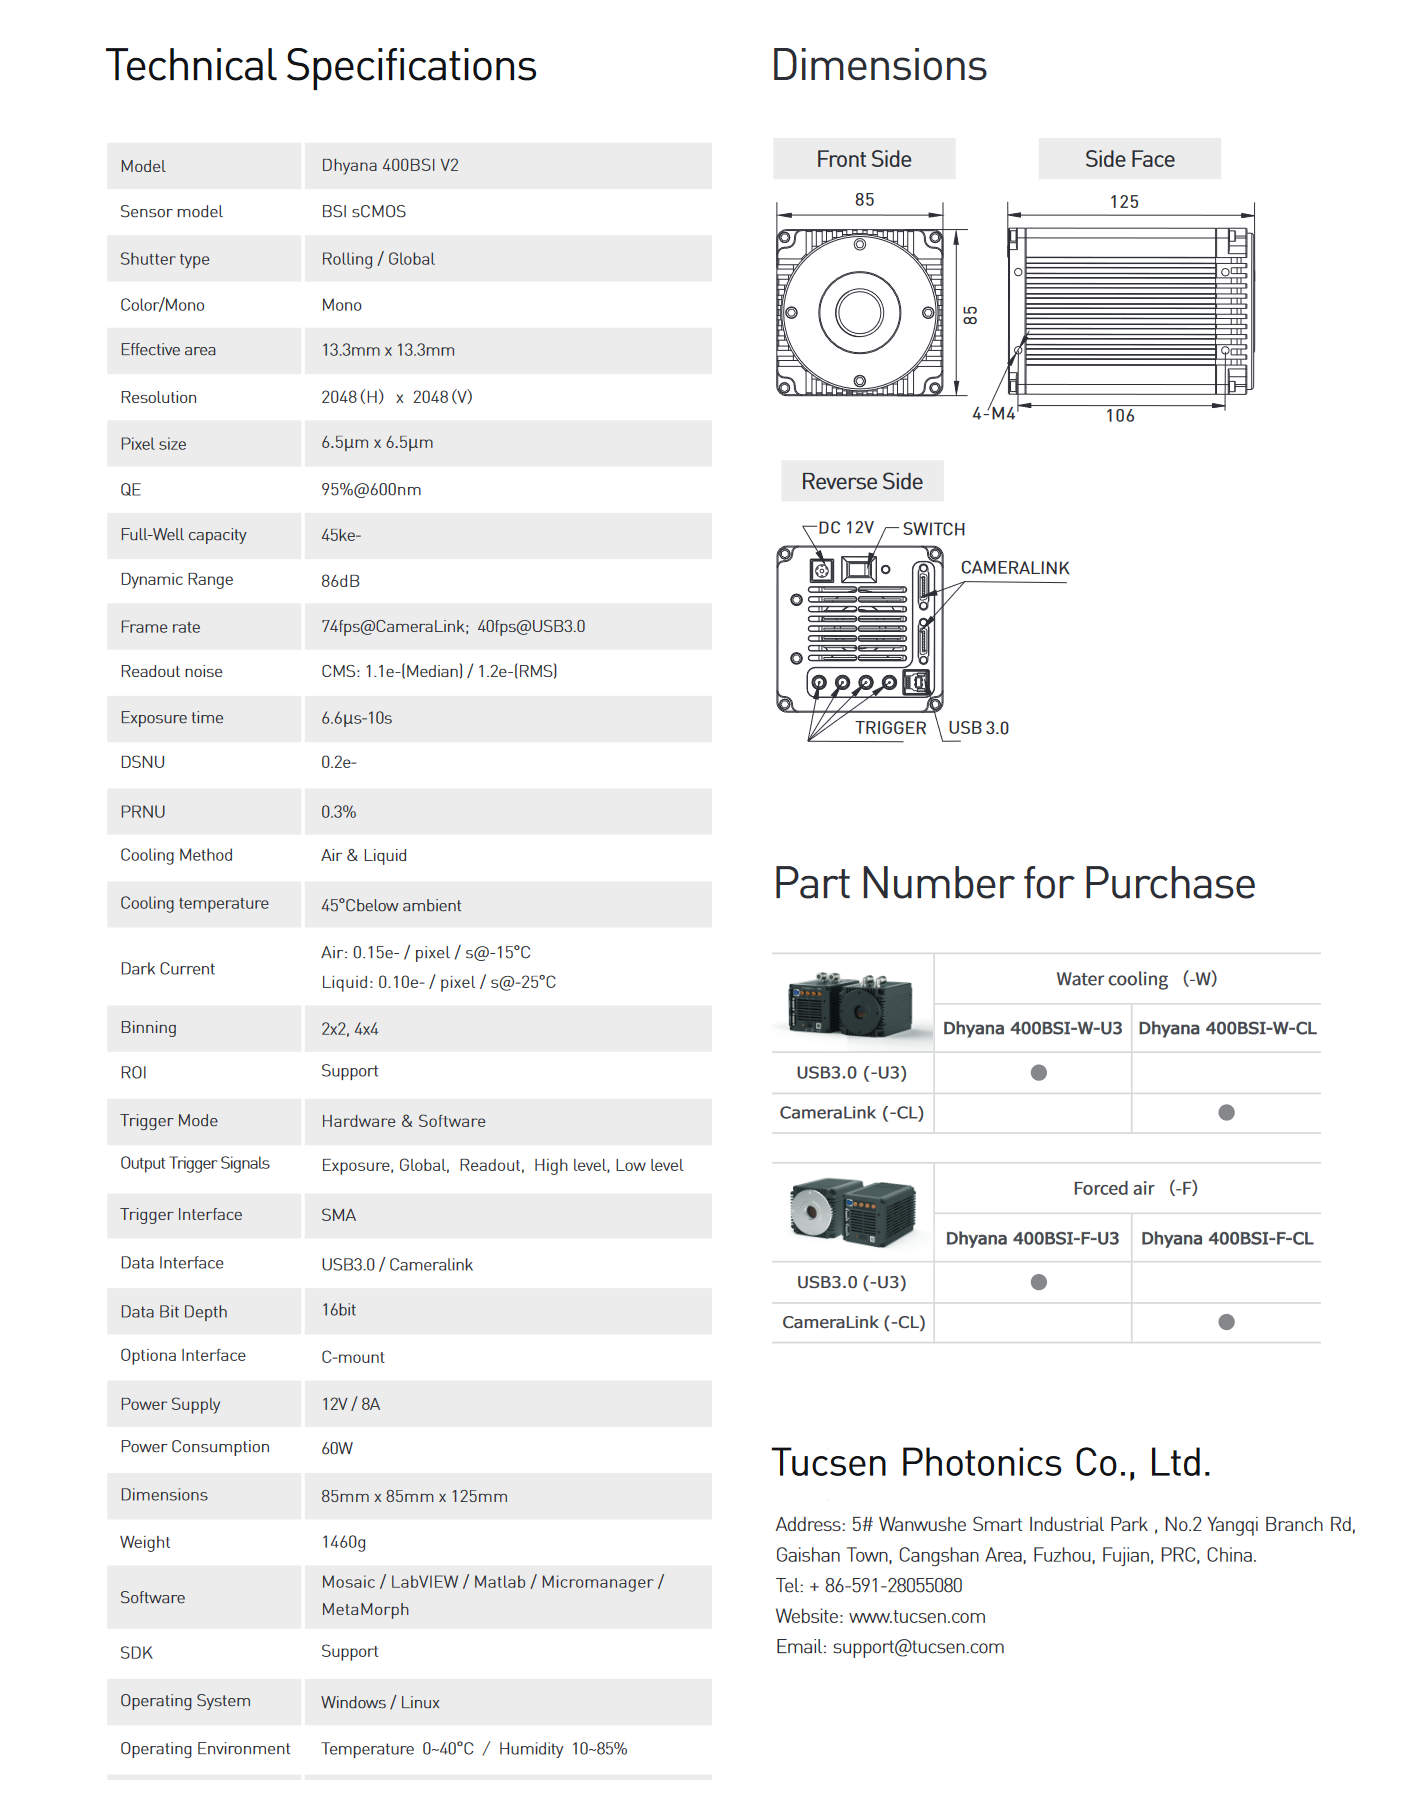 Technical Specifications
Model Dhyana 400BSI V2
Sensor model BSI sCMOS
Shutter type Rolling / Global
Color/Mono Mono
Effective area 13.3mm x 13.3mm
Resolution 2048(H) x 2048(V)
Pixel size 6.5μm x 6.5μm
QE 95%@600nm
Full-Well capacity 45ke-
Dynamic Range 86dB
Frame rate 74fps@CameraLink; 40fps@USB3.0
Readout noise CMS: 1.1e-(Median) / 1.2e-(RMS)
Exposure time 6.6μs-10s
DSNU 0.2e-
PRNU 0.3%
Cooling Method Air & Liquid
Cooling temperature 45°Cbelow ambient
Dark Current Air: 0.15e- / pixel / s@-15°C
Liquid: 0.10e- / pixel / s@-25°C
Binning 2x2, 4x4
ROI Support
Trigger Mode Hardware & Software
Output Trigger Signals Exposure, Global, Readout, High level, Low level
Trigger Interface SMA
Data Interface USB3.0 / Cameralink
Data Bit Depth 16bit
Optiona Interface C-mount
Power Supply 12V / 8A
Power Consumption 60W
Dimensions 85mm x 85mm x 125mm
Weight 1460g
Software Mosaic / LabVIEW / Matlab / Micromanager /
MetaMorph
SDK Support
Operating System Windows / Linux
Operating Environment Temperature 0~40°C / Humidity 10~85%
Dimensions
Front Side
Side Face
85
125
85
4-M4
106
Reverse Side
DC 12V
SWITCH
CAMERALINK
TRIGGER
USB 3.0
Part Number for Purchase
Water cooling (-W)
Dhyana 400BSI-W-U3 Dhyana 400BSI-W-CL
USB3.0 (-U3) ●
CameraLink (-CL) ●
Forced air (-F)
Dhyana 400BSI-F-U3 Dhyana 400BSI-F-CL
USB3.0 (-U3) ●
CameraLink (-CL) ●
Tucsen Photonics Co., Ltd.
Address: 5# Wanwushe Smart Industrial Park , No.2 Yangqi Branch Rd,
Gaishan Town, Cangshan Area, Fuzhou, Fujian, PRC, China.
Tel: + 86-591-28055080
Website: www.tucsen.com
Email: support@tucsen.com